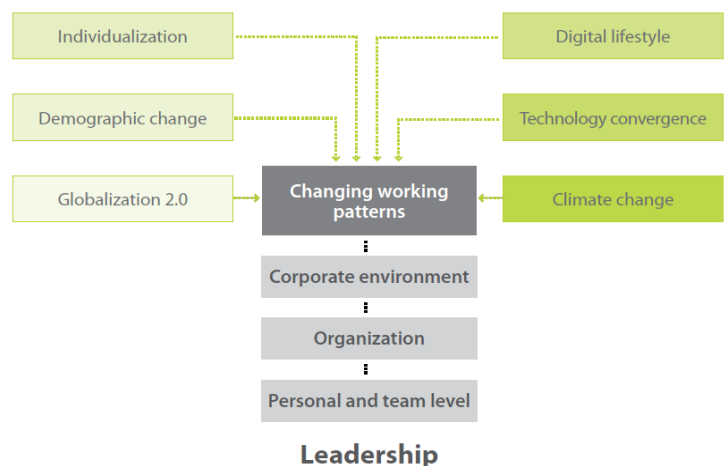 Individualization
Digital lifestyle
Demographic change
Technology convergence
Globalization 2.0
Changing working
patterns
Climate change
Corporate environment
Organization
Personal and team level
Leadership